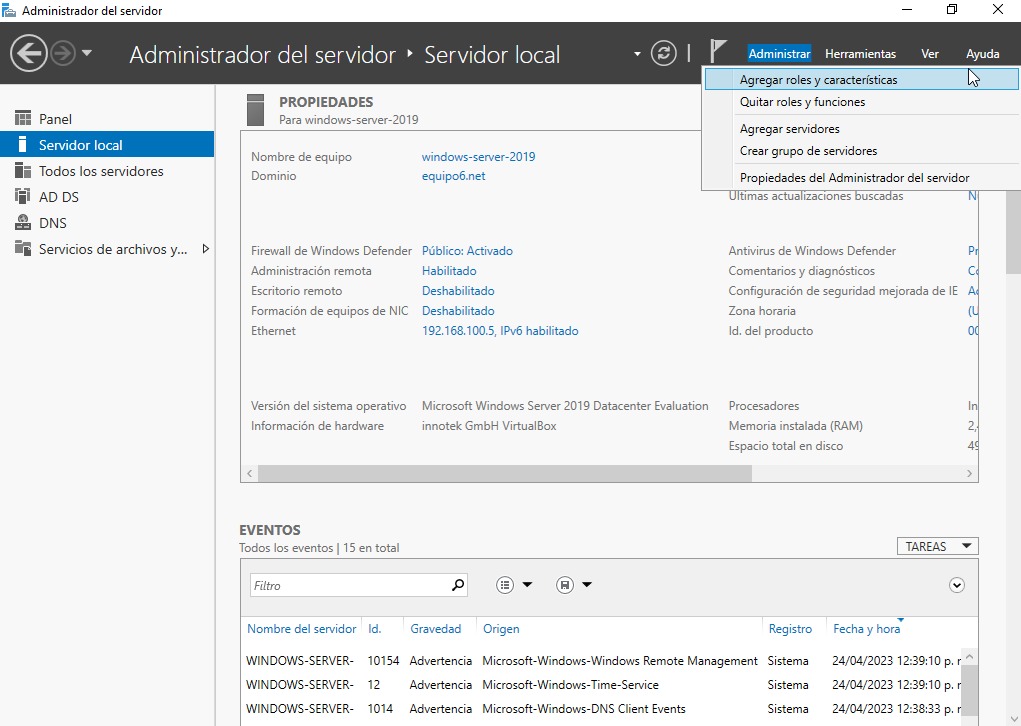 Administrador del servidor
Administrador del servidor ‣ Servidor local
Administrar Herramientas Ver Ayuda
Agregar roles y características
Quitar roles y funciones
Agregar servidores
Crear grupo de servidores
Propiedades del Administrador del servidor
Panel
Servidor local
Todos los servidores
AD DS
DNS
Servicios de archivos y...
PROPIEDADES
Para windows-server-2019
Nombre de equipo windows-server-2019
Dominio equipo6.net
Últimas actualizaciones buscadas
Firewall de Windows Defender Público: Activado
Administración remota Habilitado
Escritorio remoto Deshabilitado
Formación de equipos de NIC Deshabilitado
Ethernet 192.168.100.5, IPv6 habilitado
Antivirus de Windows Defender
Comentarios y diagnósticos
Configuración de seguridad mejorada de IE
Zona horaria
Id. del producto
Versión del sistema operativo Microsoft Windows Server 2019 Datacenter Evaluation
Información de hardware innotek GmbH VirtualBox
Procesadores
Memoria instalada (RAM)
Espacio total en disco
EVENTOS
Todos los eventos | 15 en total
TAREAS
Filtro
Nombre del servidor Id. Gravedad Origen Registro Fecha y hora
WINDOWS-SERVER- 10154 Advertencia Microsoft-Windows-Windows Remote Management Sistema 24/04/2023 12:39:10 p.
WINDOWS-SERVER- 12 Advertencia Microsoft-Windows-Time-Service Sistema 24/04/2023 12:39:10 p.
WINDOWS-SERVER- 1014 Advertencia Microsoft-Windows-DNS Client Events Sistema 24/04/2023 12:38:33 p.